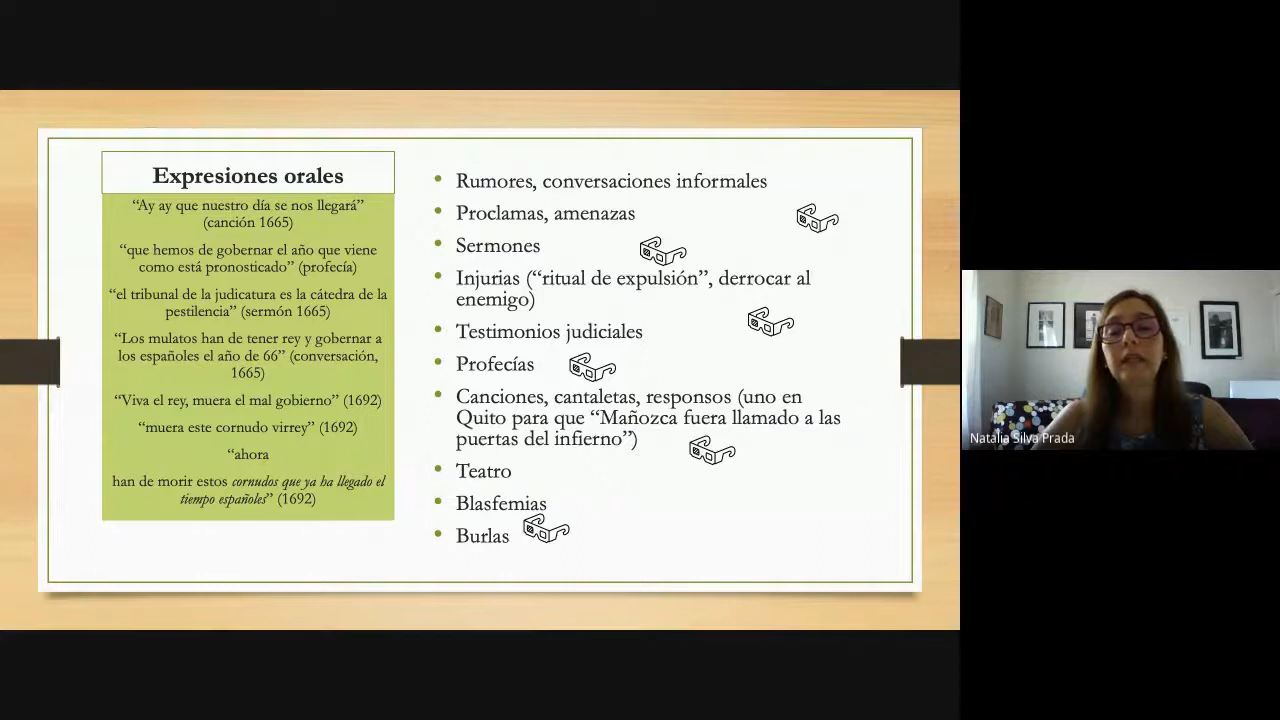 Expresiones orales
“Ay ay que nuestro día se nos llegará”
(canción 1665)
“que hemos de gobernar el año que viene
como está pronosticado” (profecía)
“el tribunal de la judicatura es la cátedra de la
pestilencia” (sermón 1665)
“Los mulatos han de tener rey y gobernar a
los españoles el año de 66” (conversación,
1665)
“Viva el rey, muera el mal gobierno” (1692)
“muera este cornudo virrey” (1692)
“ahora
han de morir estos cornudos que ya ha llegado el
tiempo españoles” (1692)
• Rumores, conversaciones informales
• Proclamas, amenazas
• Sermones
• Injurias (“ritual de expulsión”, derrocar al
enemigo)
• Testimonios judiciales
• Profecías
• Canciones, cantaletas, responsos (uno en
Quito para que “Mañozca fuera llamado a las
puertas del infierno”)
• Teatro
• Blasfemias
• Burlas
Natalia Silva Prada